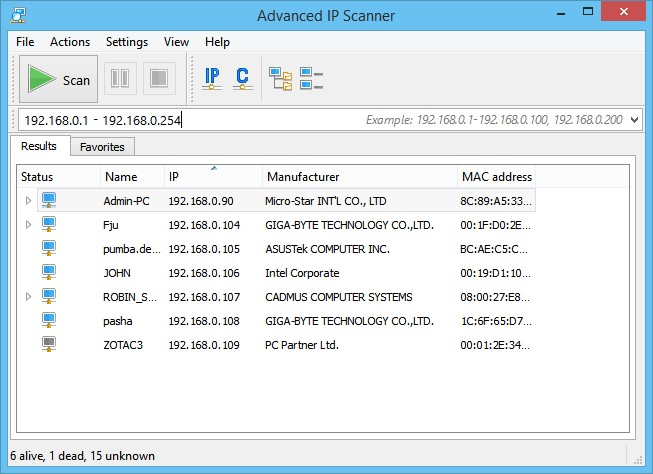 Advanced IP Scanner
File Actions Settings View Help
Scan IP C
192.168.0.1 - 192.168.0.254 Example: 192.168.0.1-192.168.0.100, 192.168.0.200
Results Favorites
Status Name IP Manufacturer MAC address
Admin-PC 192.168.0.90 Micro-Star INT'L CO., LTD 8C:89:A5:33...
Fju 192.168.0.104 GIGA-BYTE TECHNOLOGY CO.,LTD. 00:1F:D0:2E...
pumba.de... 192.168.0.105 ASUSTek COMPUTER INC. BC:AE:C5:C...
JOHN 192.168.0.106 Intel Corporate 00:19:D1:10...
ROBIN_S... 192.168.0.107 CADMUS COMPUTER SYSTEMS 08:00:27:E8...
pasha 192.168.0.108 GIGA-BYTE TECHNOLOGY CO.,LTD. 1C:6F:65:D7...
ZOTAC3 192.168.0.109 PC Partner Ltd. 00:01:2E:34...
6 alive, 1 dead, 15 unknown